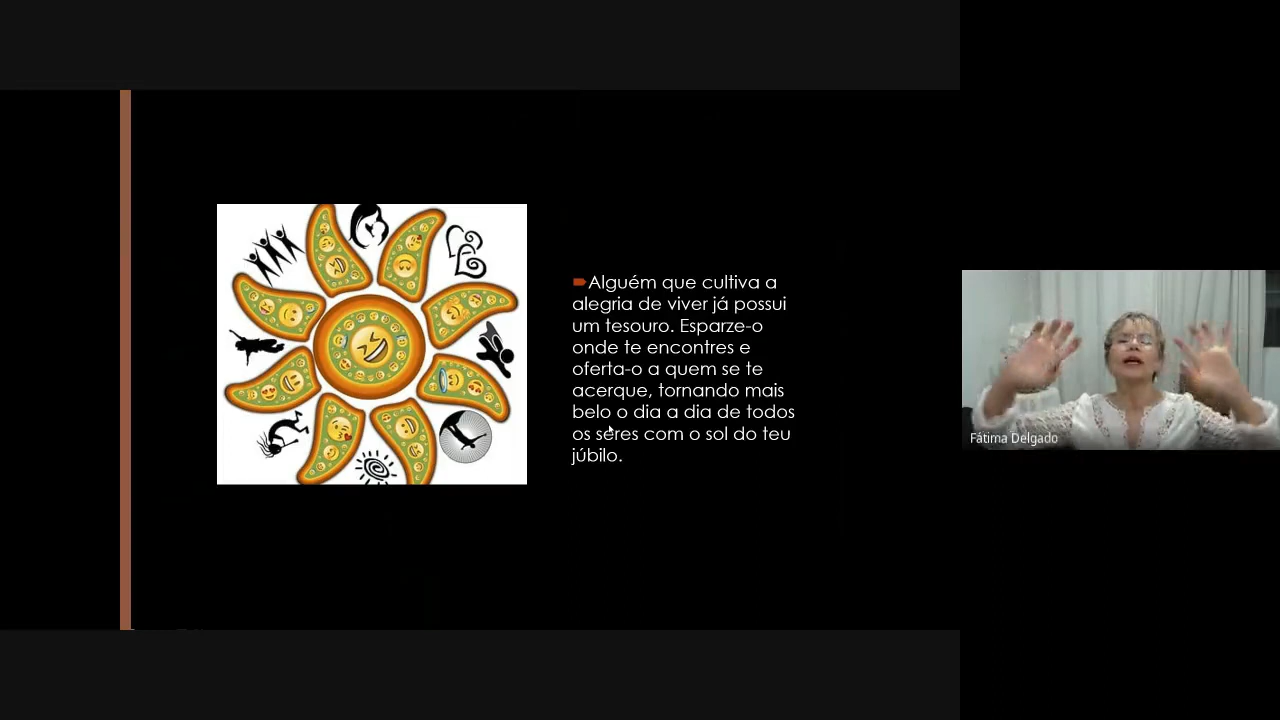 Alguém que cultiva a
alegria de viver já possui
um tesouro. Esparze-o
onde te encontres e
oferta-o a quem se te
acerque, tornando mais
belo o dia a dia de todos
os seres com o sol do teu
júbilo.
Fátima Delgado